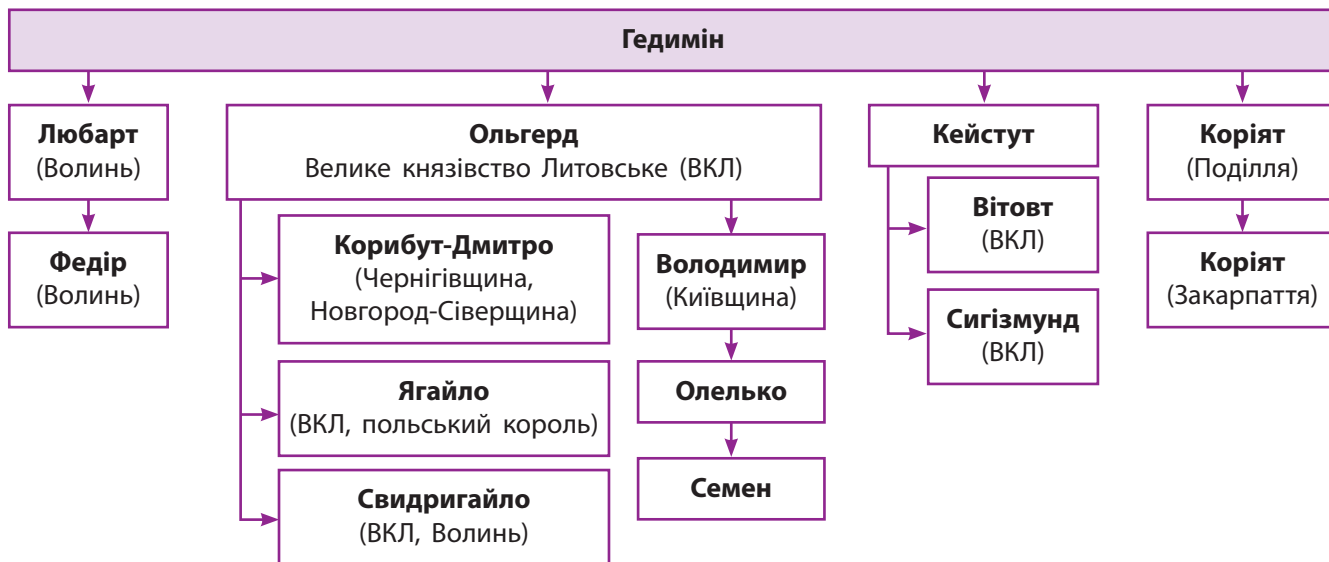 Гедимін
Любарт
(Волинь)
Федір
(Волинь)
Ольгерд
Велике князівство Литовське (ВКЛ)
Корибут-Дмитро
(Чернігівщина,
Новгород-Сіверщина)
Ягайло
(ВКЛ, польський король)
Свидригайло
(ВКЛ, Волинь)
Володимир
(Київщина)
Олелько
Семен
Кейстут
Вітовт
(ВКЛ)
Сигізмунд
(ВКЛ)
Коріят
(Поділля)
Коріят
(Закарпаття)